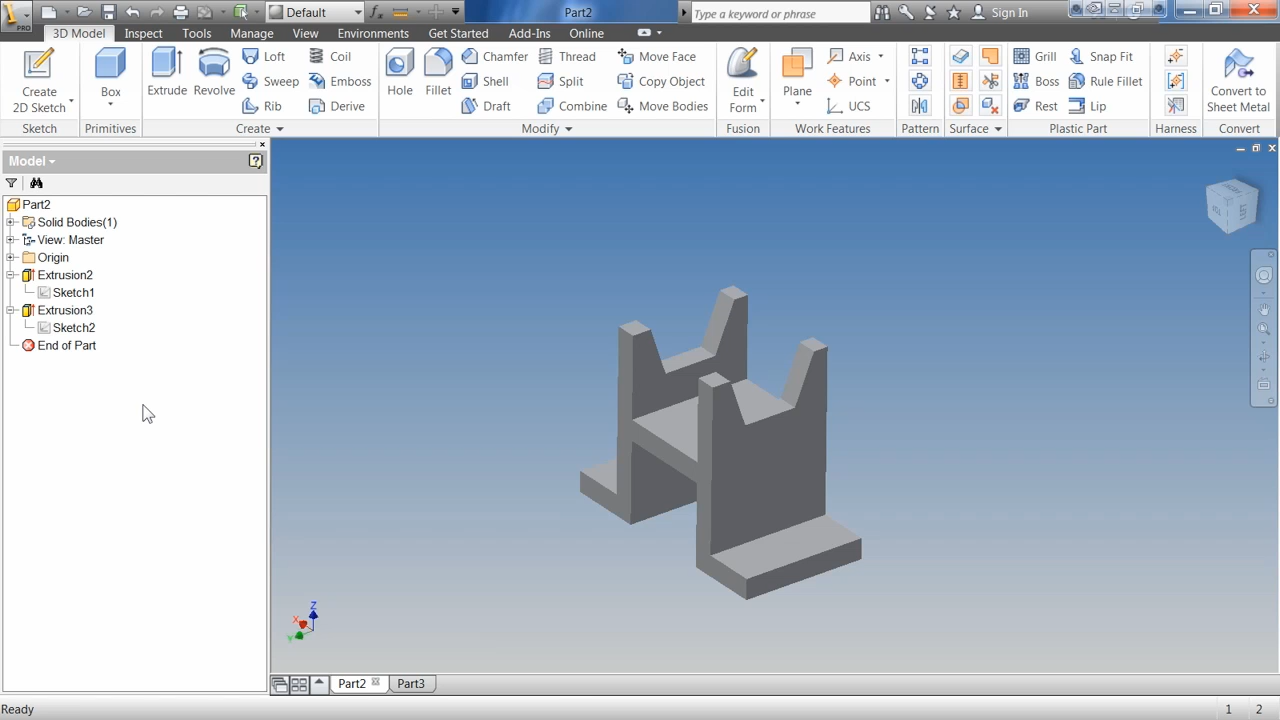 PRO
Default
Part2
Type a keyword or phrase
Sign In
3D Model Inspect Tools Manage View Environments Get Started Add-Ins Online
Create
2D Sketch
Box
Extrude
Revolve
Loft
Coil
Sweep
Emboss
Rib
Derive
Hole
Fillet
Chamfer
Thread
Move Face
Shell
Split
Copy Object
Draft
Combine
Move Bodies
Edit
Form
Plane
Axis
Point
UCS
Grill
Snap Fit
Boss
Rule Fillet
Rest
Lip
Convert to
Sheet Metal
Sketch
Primitives
Create
Modify
Fusion
Work Features
Pattern
Surface
Plastic Part
Harness
Convert
Model
Part2
Solid Bodies(1)
View: Master
Origin
Extrusion2
Sketch1
Extrusion3
Sketch2
End of Part
Z
X
Y
Part2
Part3
Ready
1 2